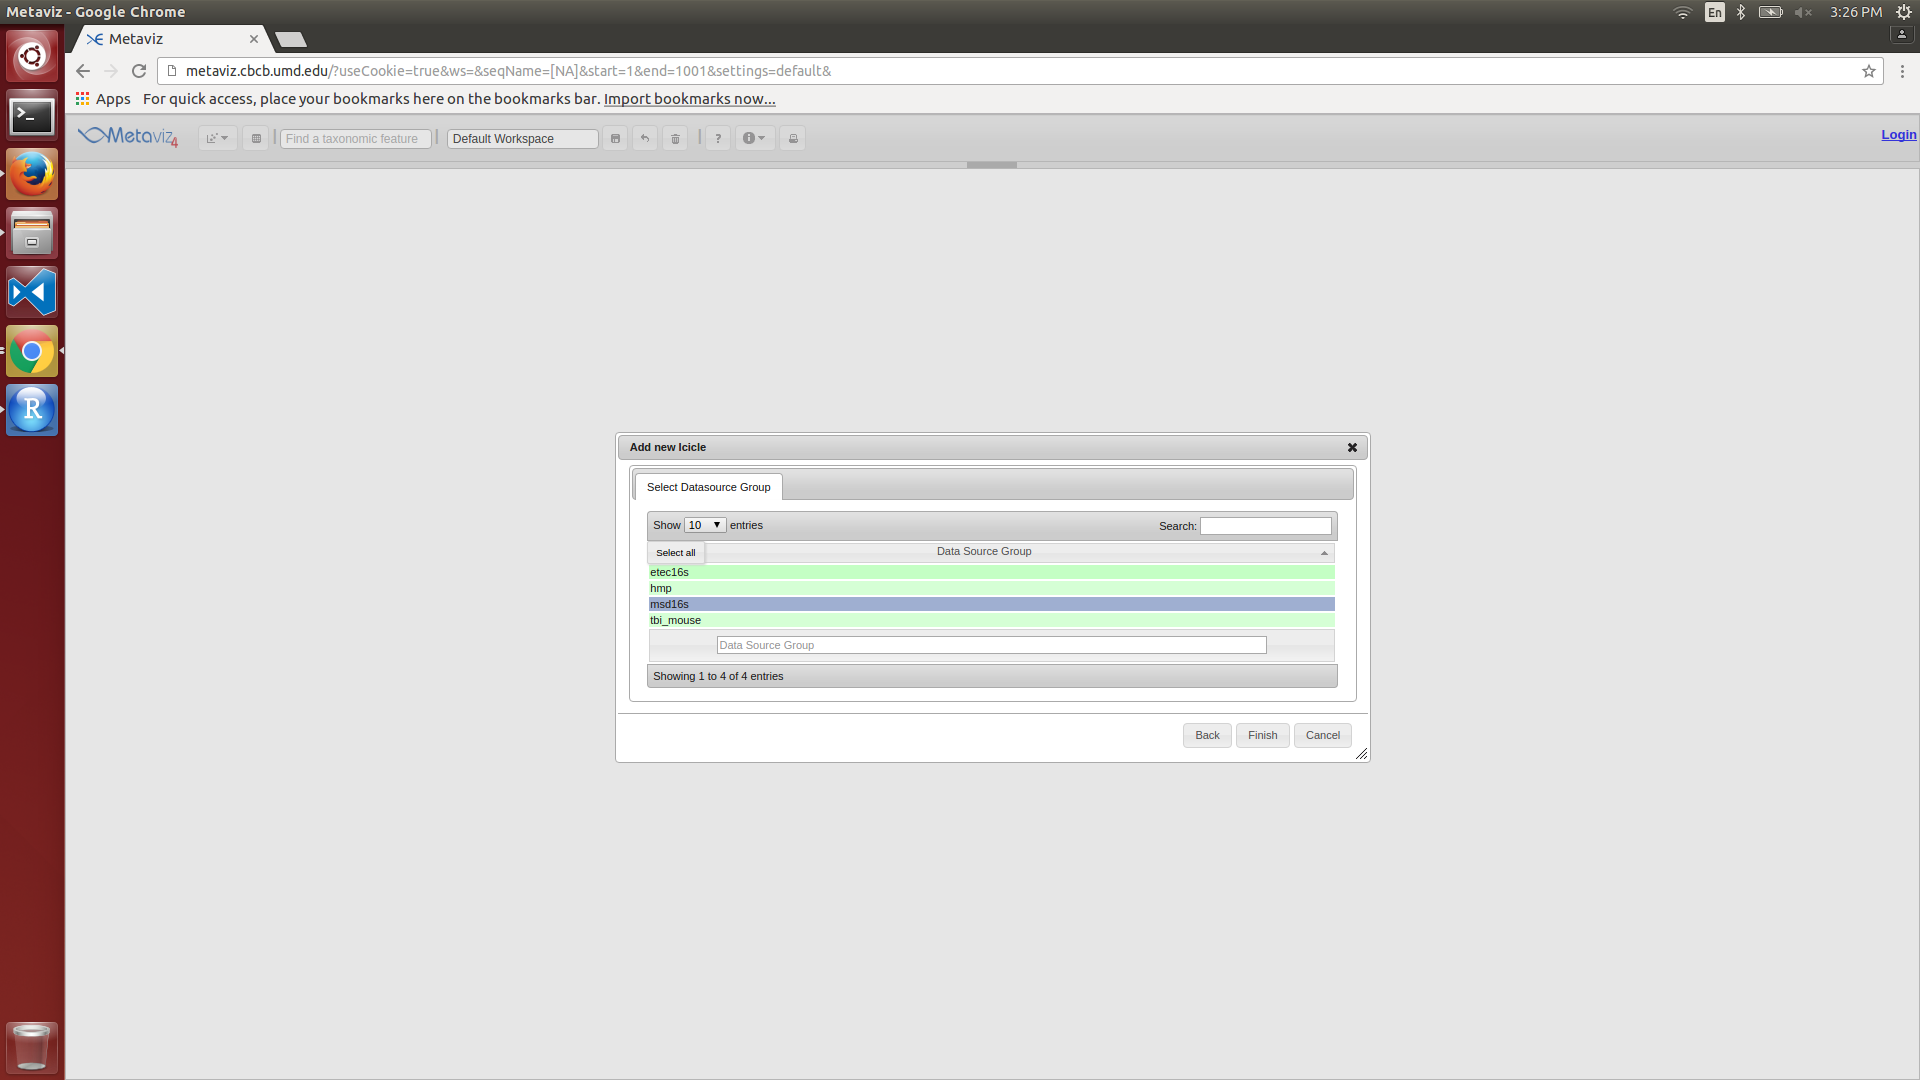 Metaviz - Google Chrome
En
3:26 PM
Metaviz
metaviz.cbcb.umd.edu/?useCookie=true&ws=&seqName=[NA]&start=1&end=1001&settings=default&
Apps For quick access, place your bookmarks here on the bookmarks bar. Import bookmarks now...
Metaviz 4
Find a taxonomic feature
Default Workspace
?
Login
Add new Icicle
Select Datasource Group
Show 10 entries
Search:
Select all
Data Source Group
etec16s
hmp
msd16s
tbi_mouse
Data Source Group
Showing 1 to 4 of 4 entries
Back
Finish
Cancel
R